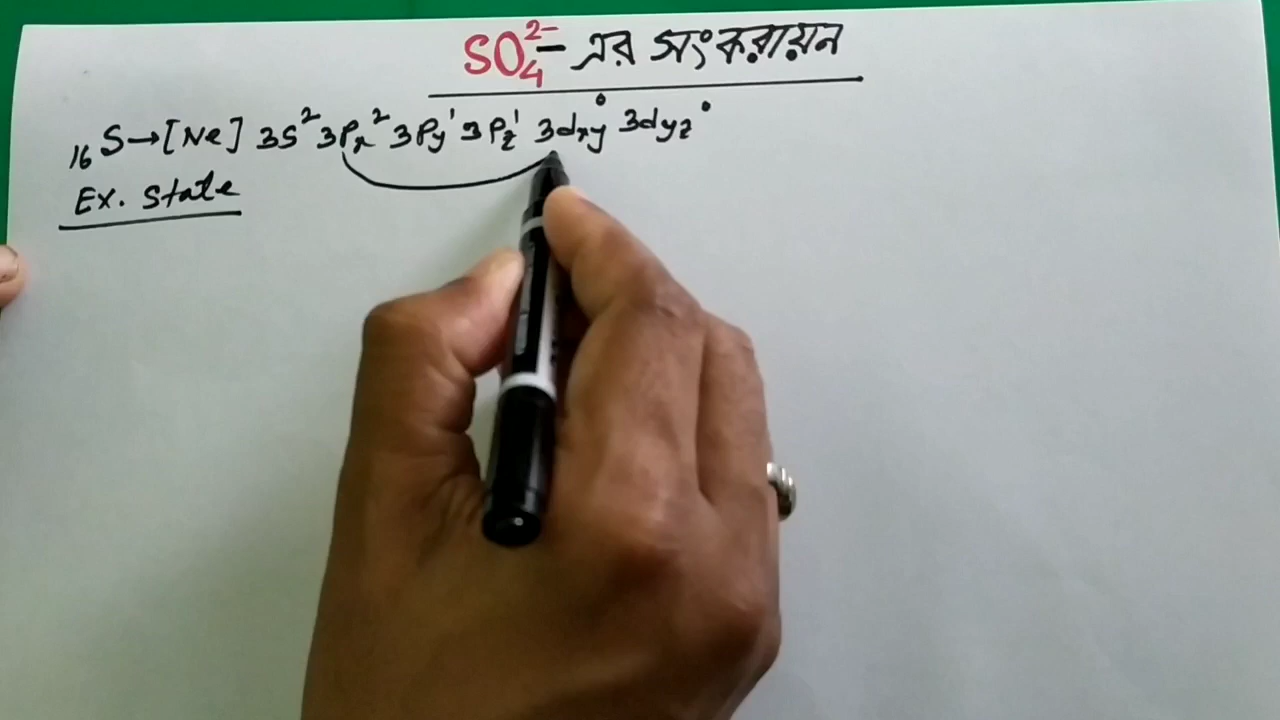 SO₄²⁻ - এর সংকরায়ন
₁₆S→[Ne] 3S² 3Pₓ² 3Py¹ 3Pz¹ 3dxy⁰ 3dyz⁰
Ex. State